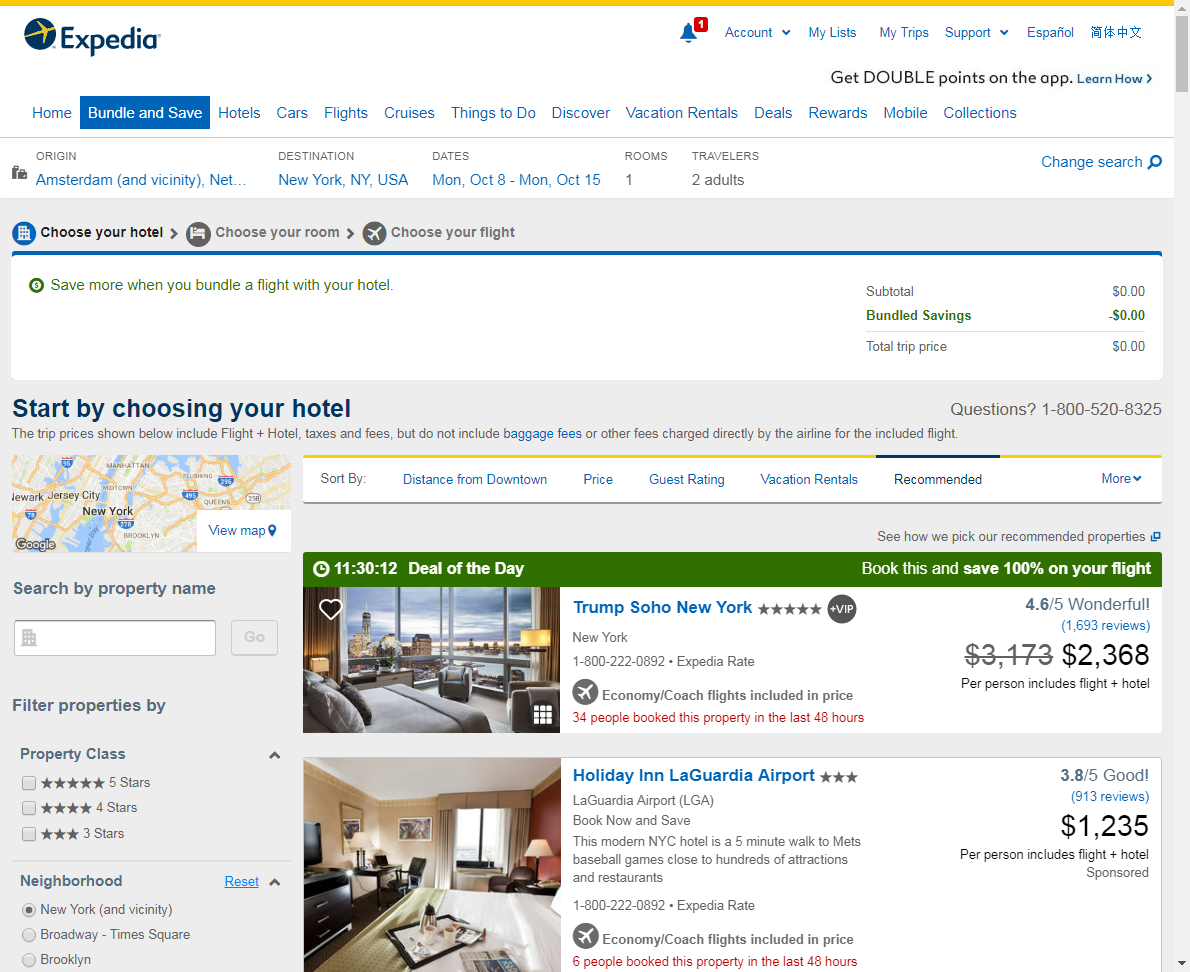 Expedia
1
Account
My Lists
My Trips
Support
Español
简体中文
Get DOUBLE points on the app. Learn How
Home
Bundle and Save
Hotels
Cars
Flights
Cruises
Things to Do
Discover
Vacation Rentals
Deals
Rewards
Mobile
Collections
ORIGIN
Amsterdam (and vicinity), Net...
DESTINATION
New York, NY, USA
DATES
Mon, Oct 8 - Mon, Oct 15
ROOMS
1
TRAVELERS
2 adults
Change search
Choose your hotel
Choose your room
Choose your flight
Save more when you bundle a flight with your hotel.
Subtotal $0.00
Bundled Savings -$0.00
Total trip price $0.00
Start by choosing your hotel
Questions? 1-800-520-8325
The trip prices shown below include Flight + Hotel, taxes and fees, but do not include baggage fees or other fees charged directly by the airline for the included flight.
MANHATTAN
95
FLUSHING
295
Newark
Jersey City
MIDTOWN
495
QUEENS
25B
New York
78
278
BROOKLYN
Google
View map
Sort By:
Distance from Downtown
Price
Guest Rating
Vacation Rentals
Recommended
More
See how we pick our recommended properties
Search by property name
Go
Filter properties by
Property Class
5 Stars
4 Stars
3 Stars
Neighborhood
Reset
New York (and vicinity)
Broadway - Times Square
Brooklyn
11:30:12 Deal of the Day
Book this and save 100% on your flight
Trump Soho New York
+VIP
New York
1-800-222-0892 • Expedia Rate
Economy/Coach flights included in price
34 people booked this property in the last 48 hours
4.6/5 Wonderful!
(1,693 reviews)
$3,173 $2,368
Per person includes flight + hotel
Holiday Inn LaGuardia Airport
LaGuardia Airport (LGA)
Book Now and Save
This modern NYC hotel is a 5 minute walk to Mets
baseball games close to hundreds of attractions
and restaurants
1-800-222-0892 • Expedia Rate
Economy/Coach flights included in price
6 people booked this property in the last 48 hours
3.8/5 Good!
(913 reviews)
$1,235
Per person includes flight + hotel
Sponsored